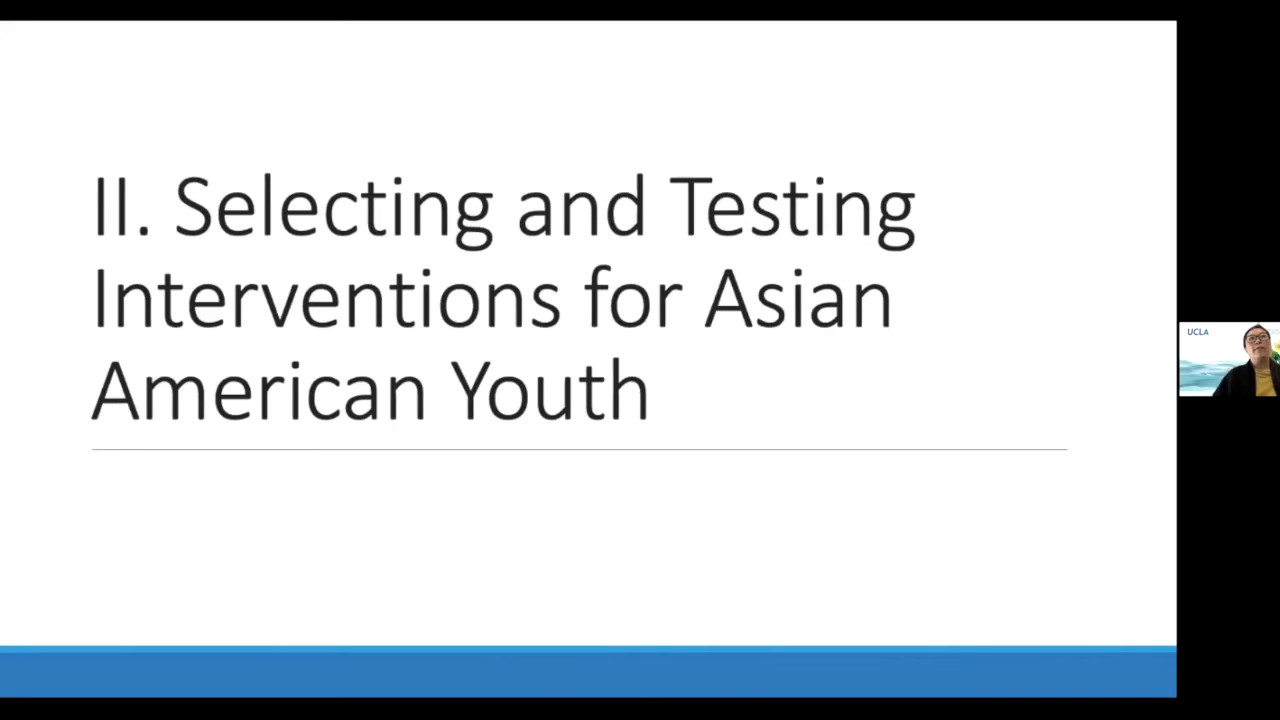 II. Selecting and Testing
Interventions for Asian
American Youth
UCLA